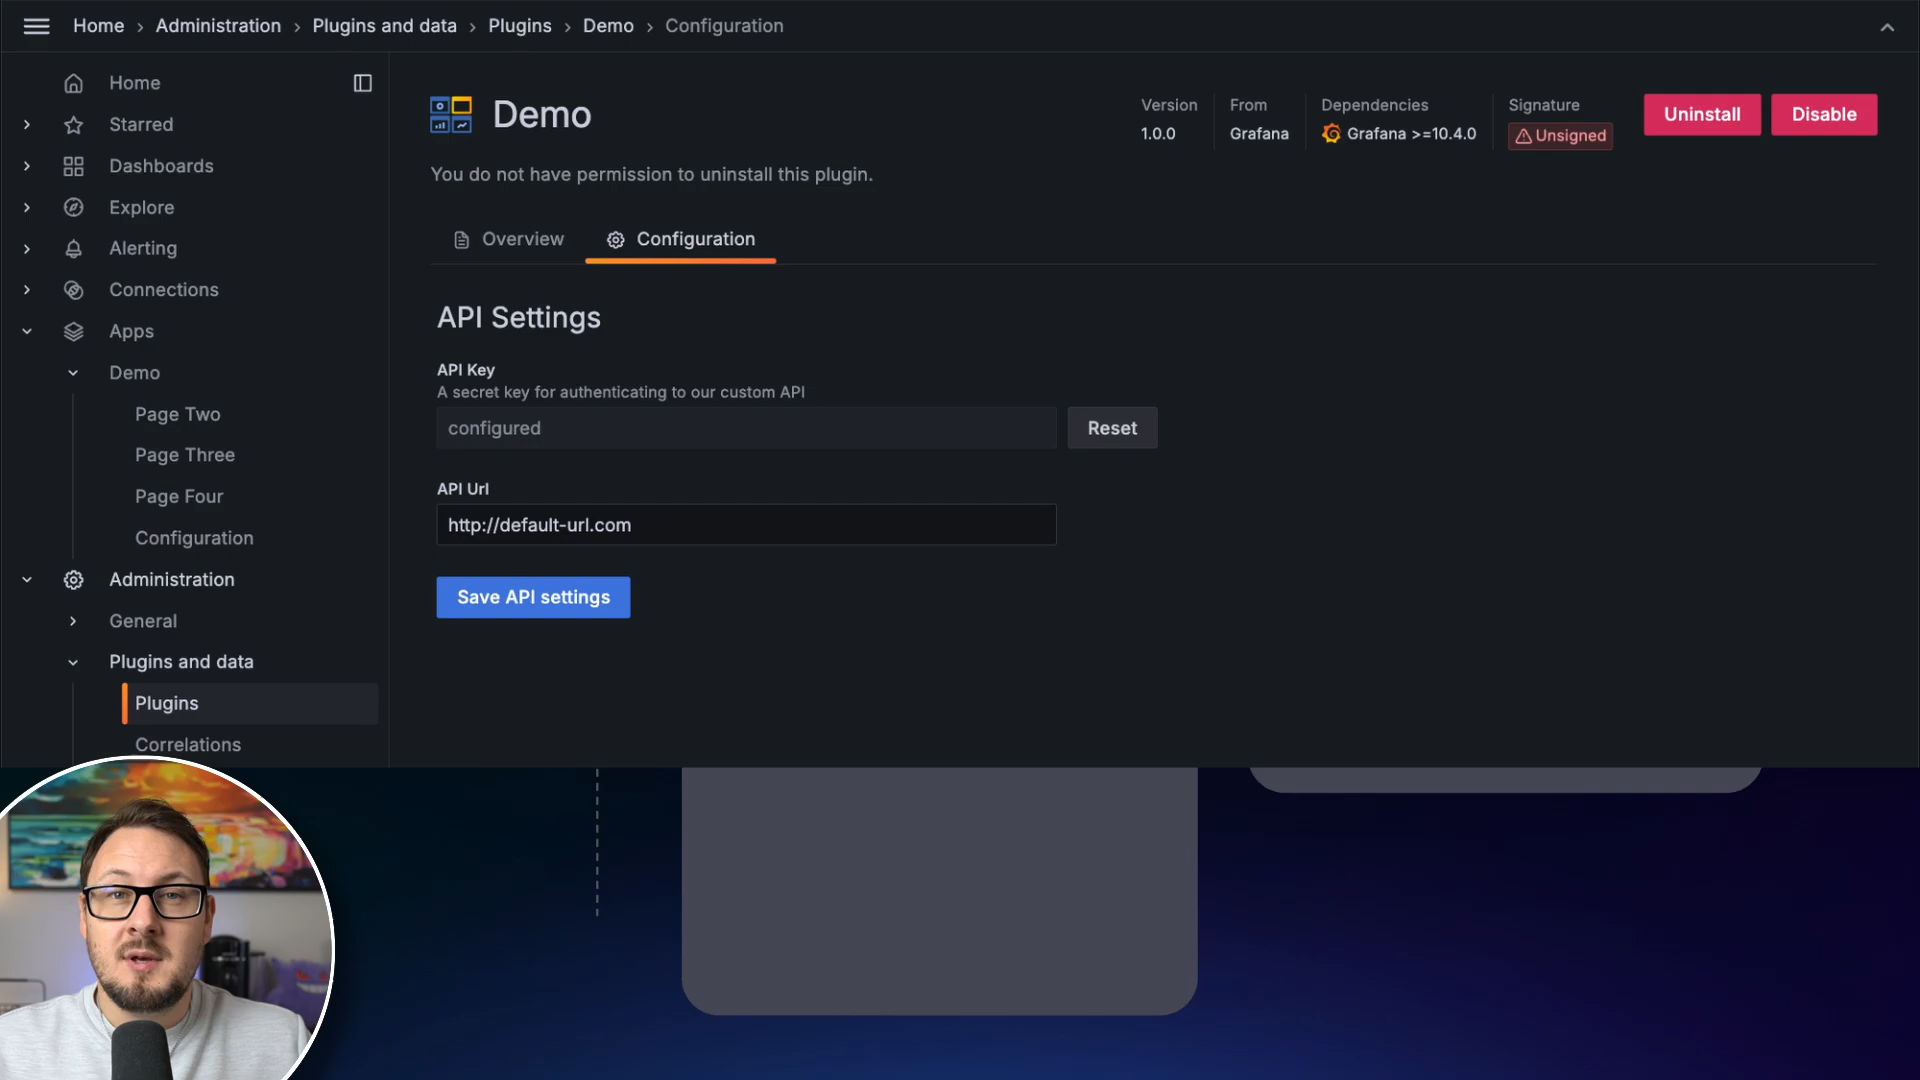 Home › Administration › Plugins and data › Plugins › Demo › Configuration
Home
Starred
Dashboards
Explore
Alerting
Connections
Apps
Demo
Page Two
Page Three
Page Four
Configuration
Administration
General
Plugins and data
Plugins
Correlations
Demo
Version
1.0.0
From
Grafana
Dependencies
Grafana >=10.4.0
Signature
Unsigned
Uninstall
Disable
You do not have permission to uninstall this plugin.
Overview
Configuration
API Settings
API Key
A secret key for authenticating to our custom API
configured
Reset
API Url
http://default-url.com
Save API settings